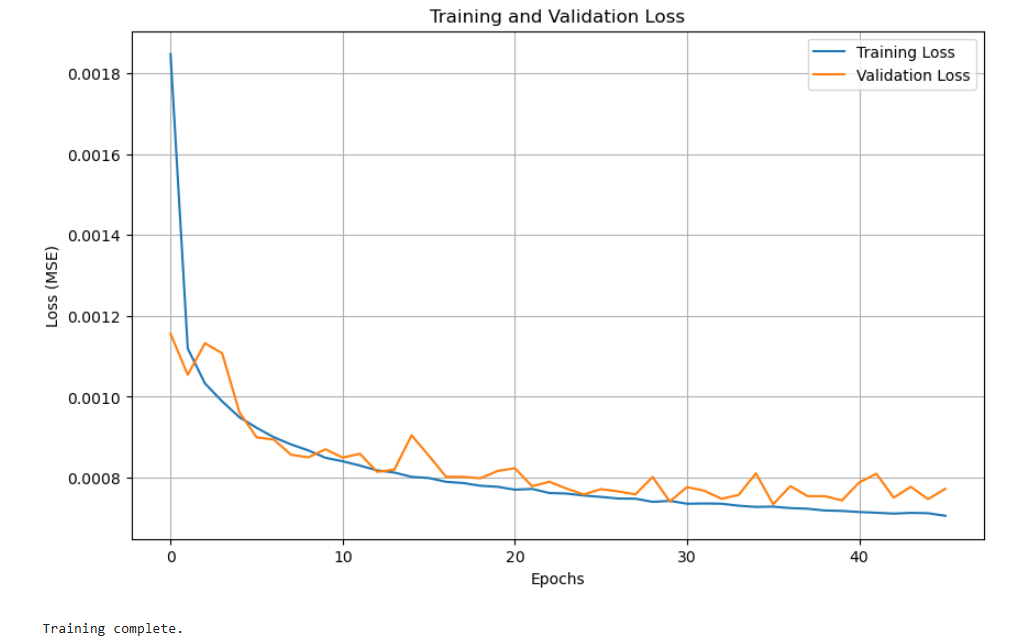 Training and Validation Loss
Training Loss
Validation Loss
0.0018
0.0016
0.0014
0.0012
0.0010
0.0008
Loss (MSE)
0
10
20
30
40
Epochs
Training complete.